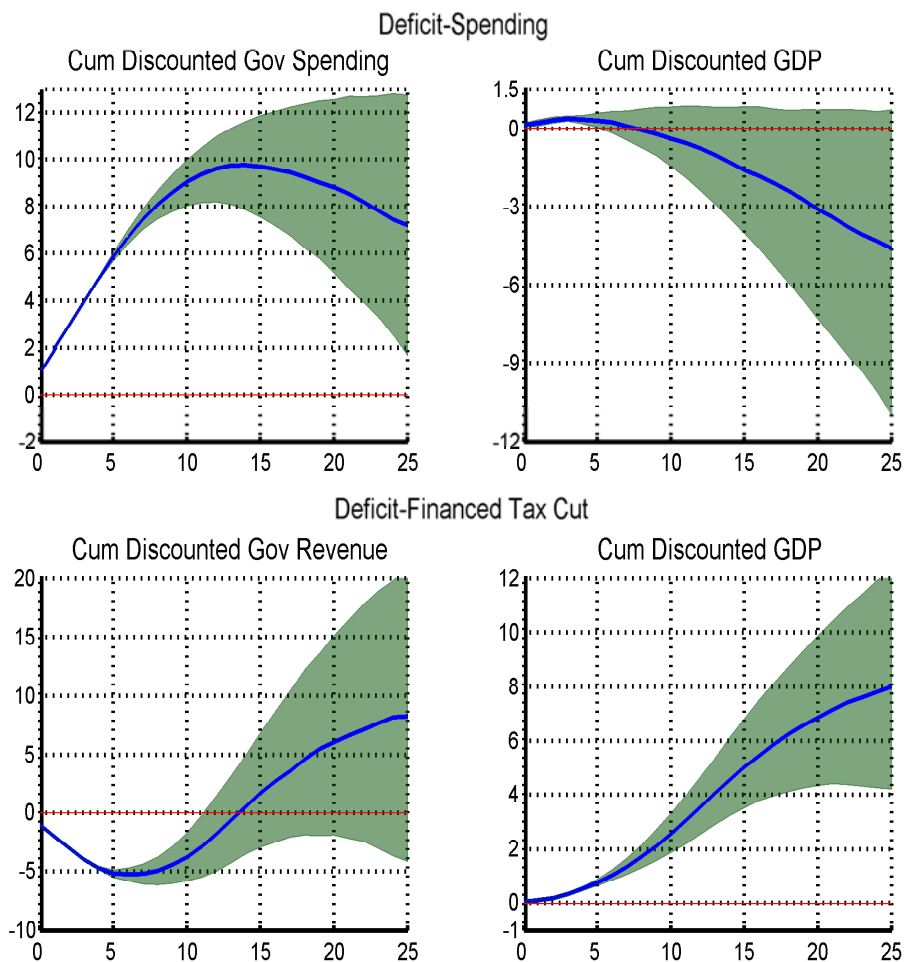 Deficit-Spending
Cum Discounted Gov Spending
12
10
8
6
4
2
0
-2
0 5 10 15 20 25
Cum Discounted GDP
1.5
0
-3
-6
-9
-12
0 5 10 15 20 25
Deficit-Financed Tax Cut
Cum Discounted Gov Revenue
20
15
10
5
0
-5
-10
0 5 10 15 20 25
Cum Discounted GDP
12
10
8
6
4
2
0
-1
0 5 10 15 20 25